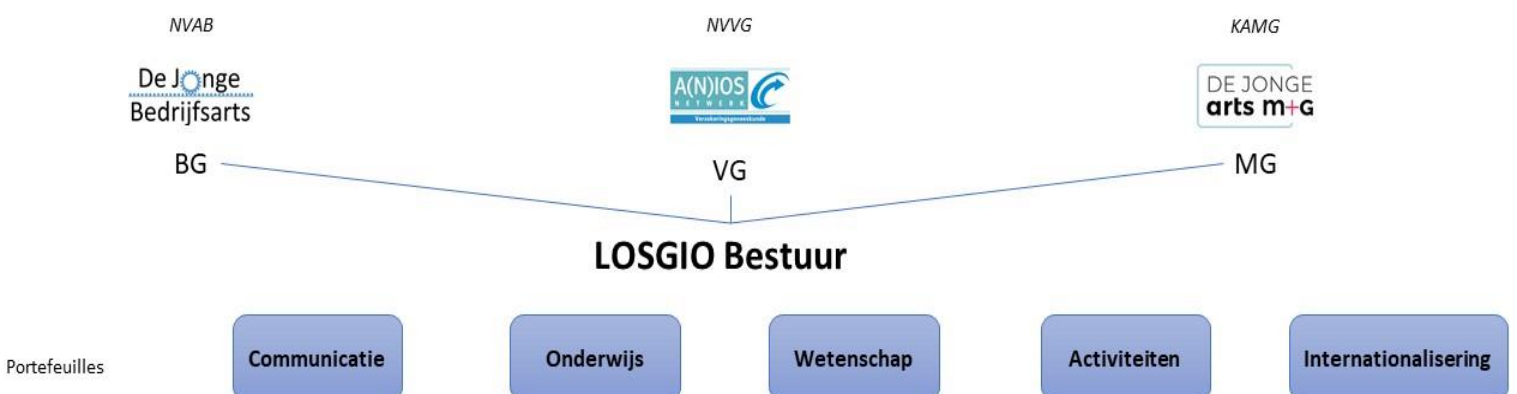 NVAB
NVVG
KAMG
De Jonge
Bedrijfsarts
A(N)IOS
NETWERK
Verzekeringsgeneeskunde
DE JONGE
arts m+G
BG
VG
MG
LOSGIO Bestuur
Portefeuilles
Communicatie
Onderwijs
Wetenschap
Activiteiten
Internationalisering